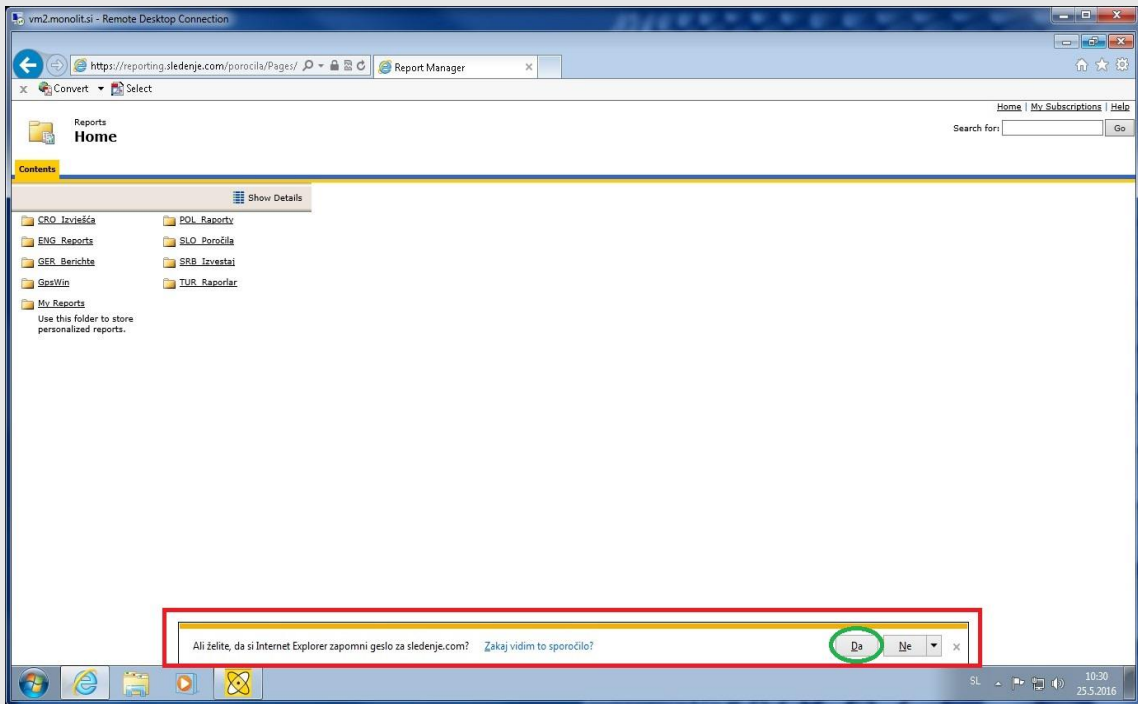 vm2.monolit.si - Remote Desktop Connection
https://reporting.sledenje.com/porocila/Pages/
Report Manager
x Convert Select
Home | My Subscriptions | Help
Reports
Home
Search for: Go
Contents
Show Details
CRO_Izvješća POL_Raporty
ENG_Reports SLO_Poročila
GER_Berichte SRB_Izvestaj
GpsWin TUR_Raporlar
My Reports
Use this folder to store
personalized reports.
Ali želite, da si Internet Explorer zapomni geslo za sledenje.com? Zakaj vidim to sporočilo? Da Ne x
SL 10:30
25.5.2016